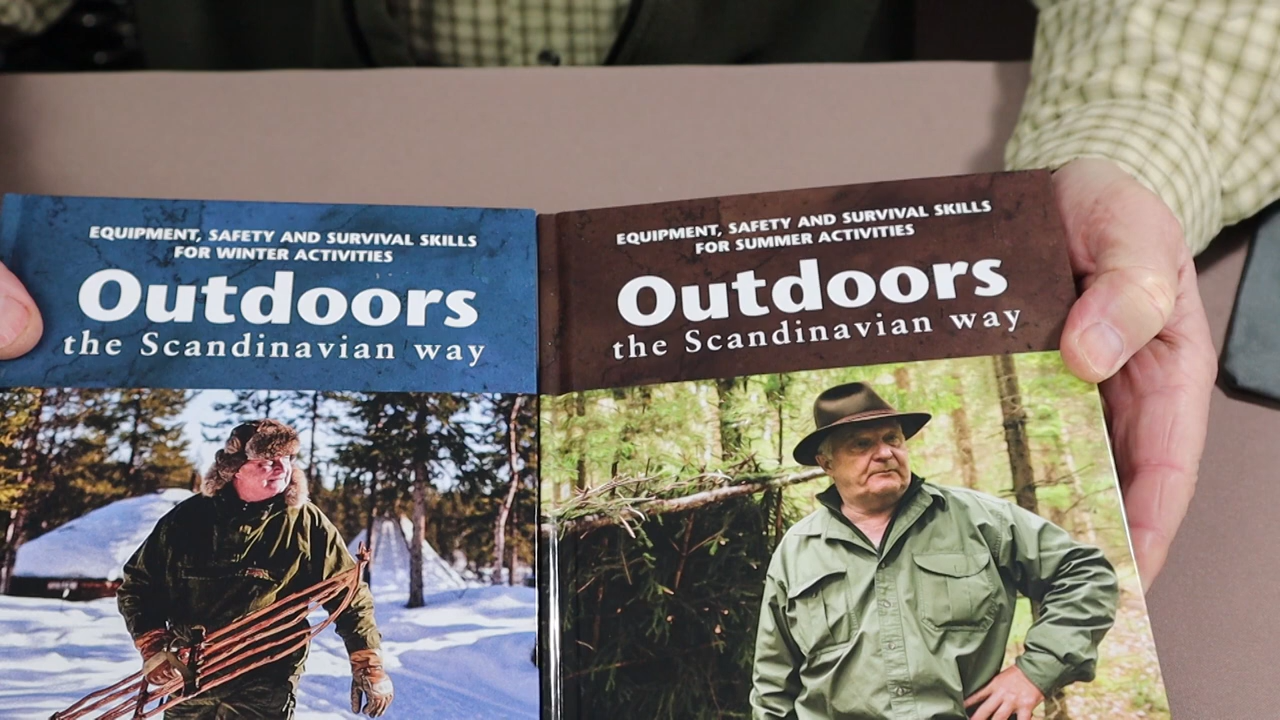 EQUIPMENT, SAFETY AND SURVIVAL SKILLS
FOR WINTER ACTIVITIES
Outdoors
the Scandinavian way
EQUIPMENT, SAFETY AND SURVIVAL SKILLS
FOR SUMMER ACTIVITIES
Outdoors
the Scandinavian way